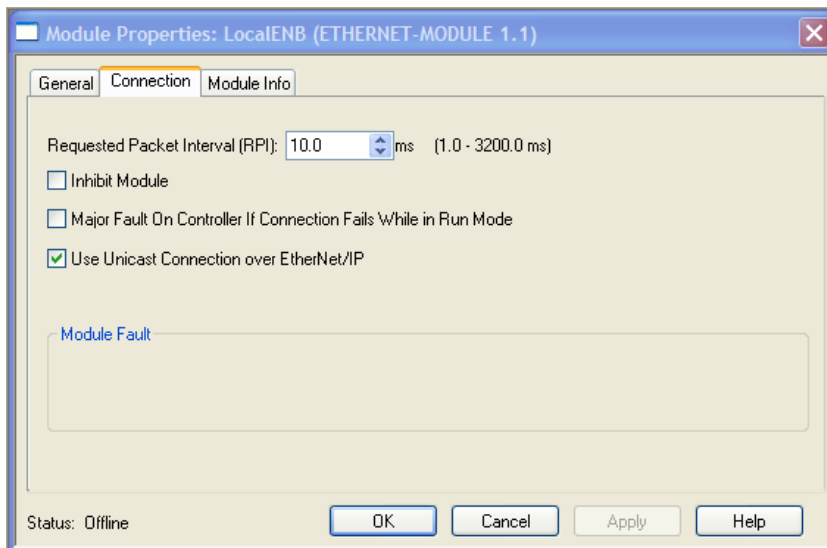 Module Properties: LocalENB (ETHERNET-MODULE 1.1)
General Connection Module Info
Requested Packet Interval (RPI): 10.0 ms (1.0 - 3200.0 ms)
Inhibit Module
Major Fault On Controller If Connection Fails While in Run Mode
Use Unicast Connection over EtherNet/IP
Module Fault
Status: Offline OK Cancel Apply Help